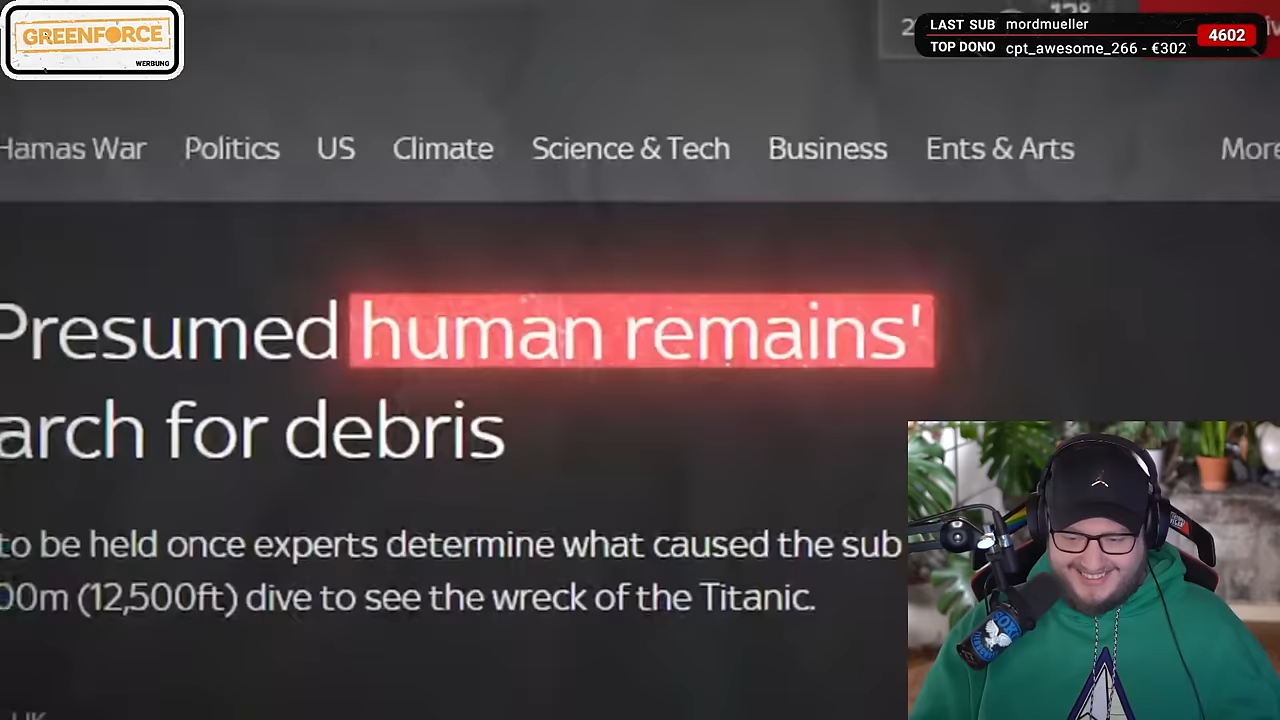 GREENFORCE
WERBUNG
LAST SUB mordmueller
TOP DONO cpt_awesome_266 - €302
4602
Hamas War Politics US Climate Science & Tech Business Ents & Arts More
Presumed human remains'
arch for debris
to be held once experts determine what caused the sub
00m (12,500ft) dive to see the wreck of the Titanic.
UK